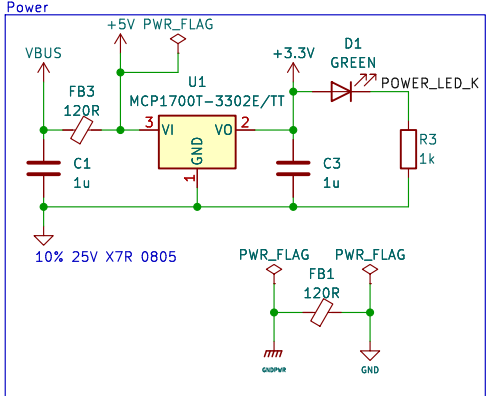 Power
+5V PWR_FLAG
VBUS
+3.3V
D1
GREEN
POWER_LED_K
FB3
120R
U1
MCP1700T-3302E/TT
3 VI VO 2
GND
1
C1
1u
C3
1u
R3
1k
10% 25V X7R 0805
PWR_FLAG PWR_FLAG
FB1
120R
GNDPWR GND